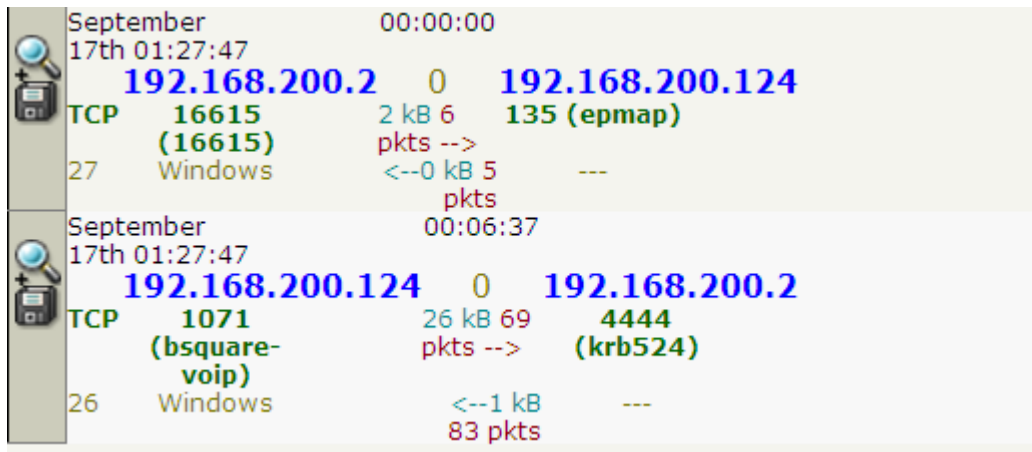 September 00:00:00
17th 01:27:47
192.168.200.2 0 192.168.200.124
TCP 16615 2 kB 6 135 (epmap)
(16615) pkts -->
27 Windows <--0 kB 5 ---
pkts
September 00:06:37
17th 01:27:47
192.168.200.124 0 192.168.200.2
TCP 1071 26 kB 69 4444
(bsquare- pkts --> (krb524)
voip)
26 Windows <--1 kB ---
83 pkts